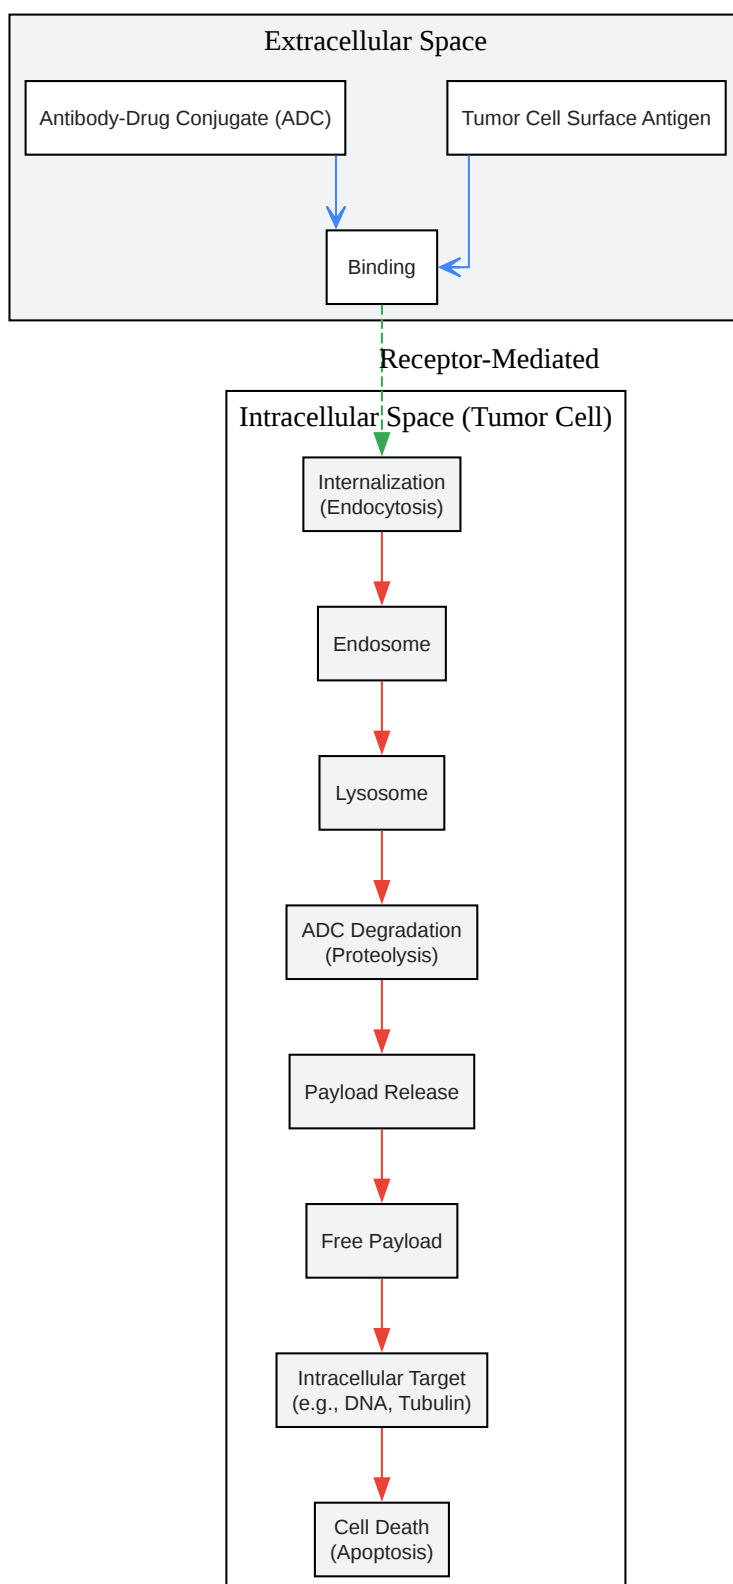 Extracellular Space
Antibody-Drug Conjugate (ADC)
Tumor Cell Surface Antigen
Binding
Receptor-Mediated
Intracellular Space (Tumor Cell)
Internalization
(Endocytosis)
Endosome
Lysosome
ADC Degradation
(Proteolysis)
Payload Release
Free Payload
Intracellular Target
(e.g., DNA, Tubulin)
Cell Death
(Apoptosis)